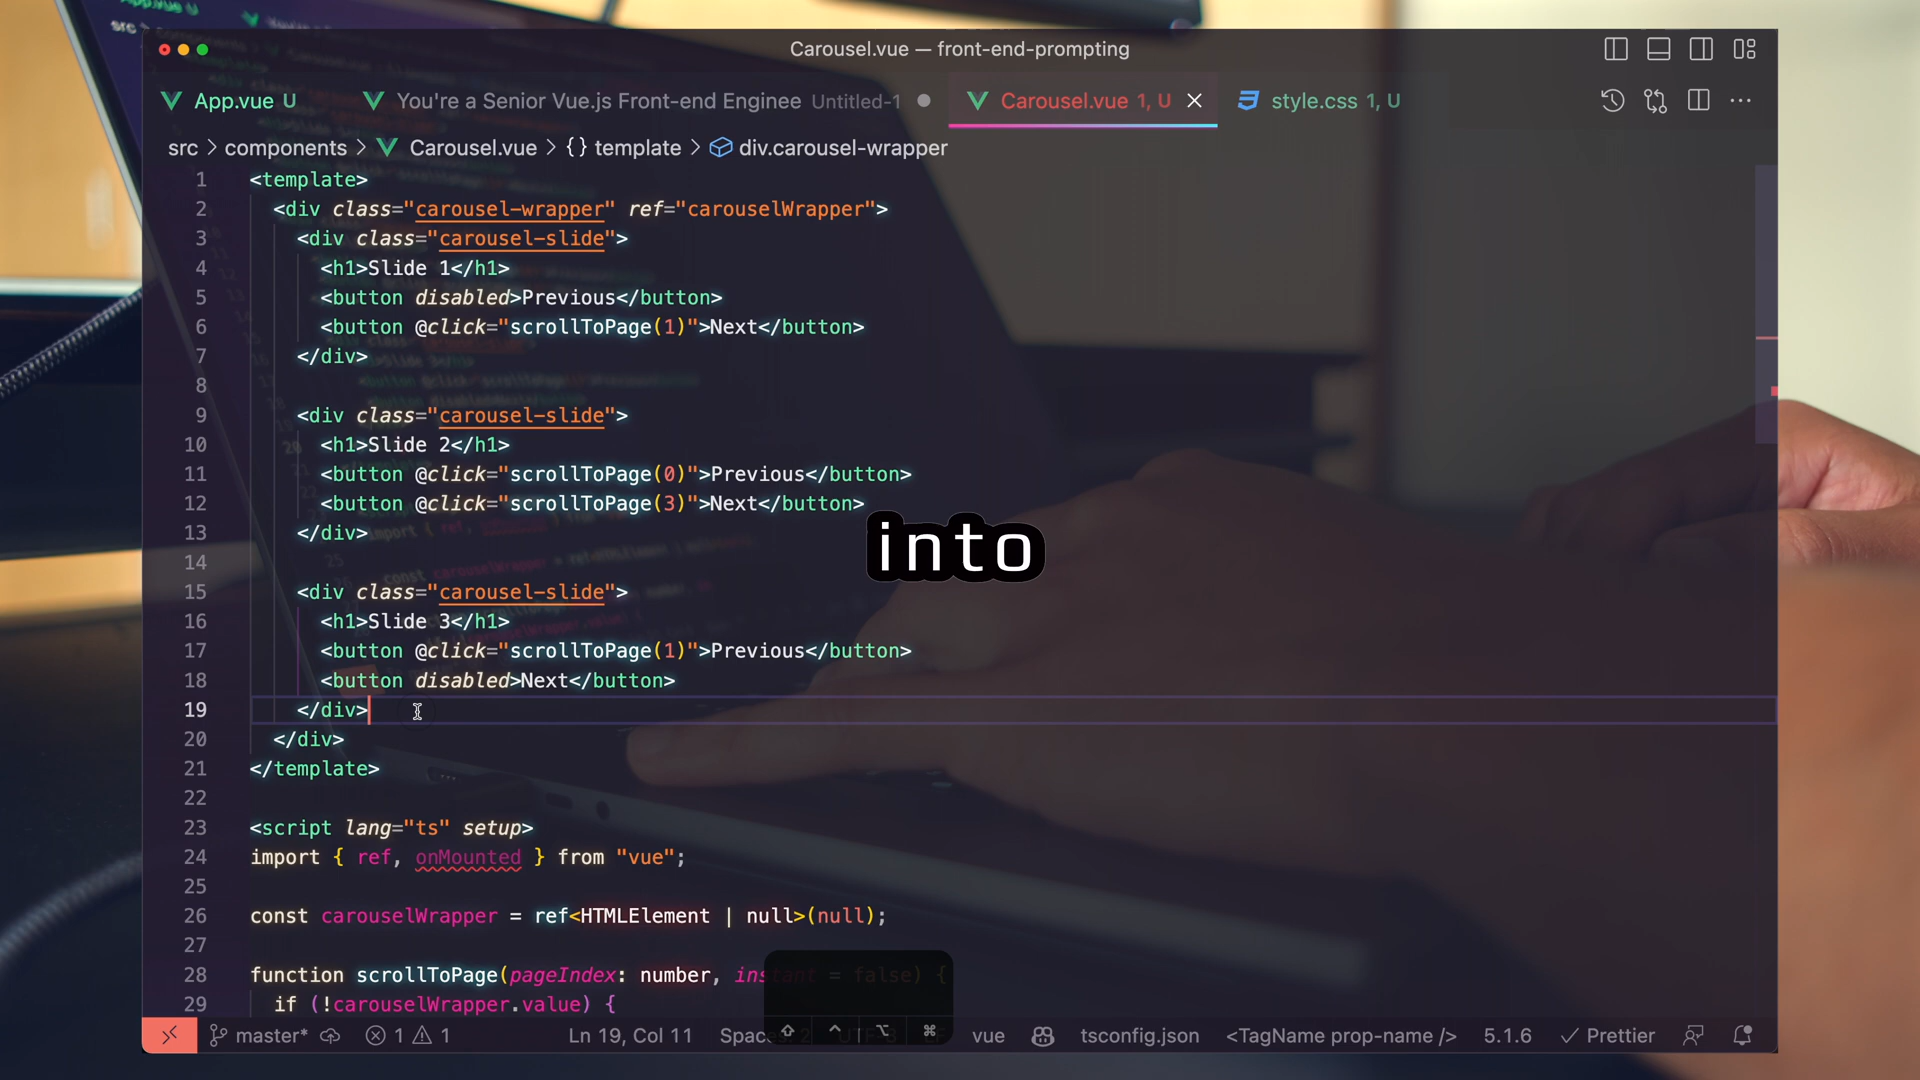 Carousel.vue — front-end-prompting
App.vue U
You're a Senior Vue.js Front-end Enginee Untitled-1
Carousel.vue 1, U
style.css 1, U
src > components > Carousel.vue > {} template > div.carousel-wrapper
1 <template>
2 <div class="carousel-wrapper" ref="carouselWrapper">
3 <div class="carousel-slide">
4 <h1>Slide 1</h1>
5 <button disabled>Previous</button>
6 <button @click="scrollToPage(1)">Next</button>
7 </div>
8
9 <div class="carousel-slide">
10 <h1>Slide 2</h1>
11 <button @click="scrollToPage(0)">Previous</button>
12 <button @click="scrollToPage(3)">Next</button>
13 </div>
into
14
15 <div class="carousel-slide">
16 <h1>Slide 3</h1>
17 <button @click="scrollToPage(1)">Previous</button>
18 <button disabled>Next</button>
19 </div>
20 </div>
21 </template>
22
23 <script lang="ts" setup>
24 import { ref, onMounted } from "vue";
25
26 const carouselWrapper = ref<HTMLElement | null>(null);
27
28 function scrollToPage(pageIndex: number, instant = false) {
29 if (!carouselWrapper.value) {
master* 1 1 Ln 19, Col 11 Spaces: 2 UTF-8 vue tsconfig.json <TagName prop-name /> 5.1.6 Prettier